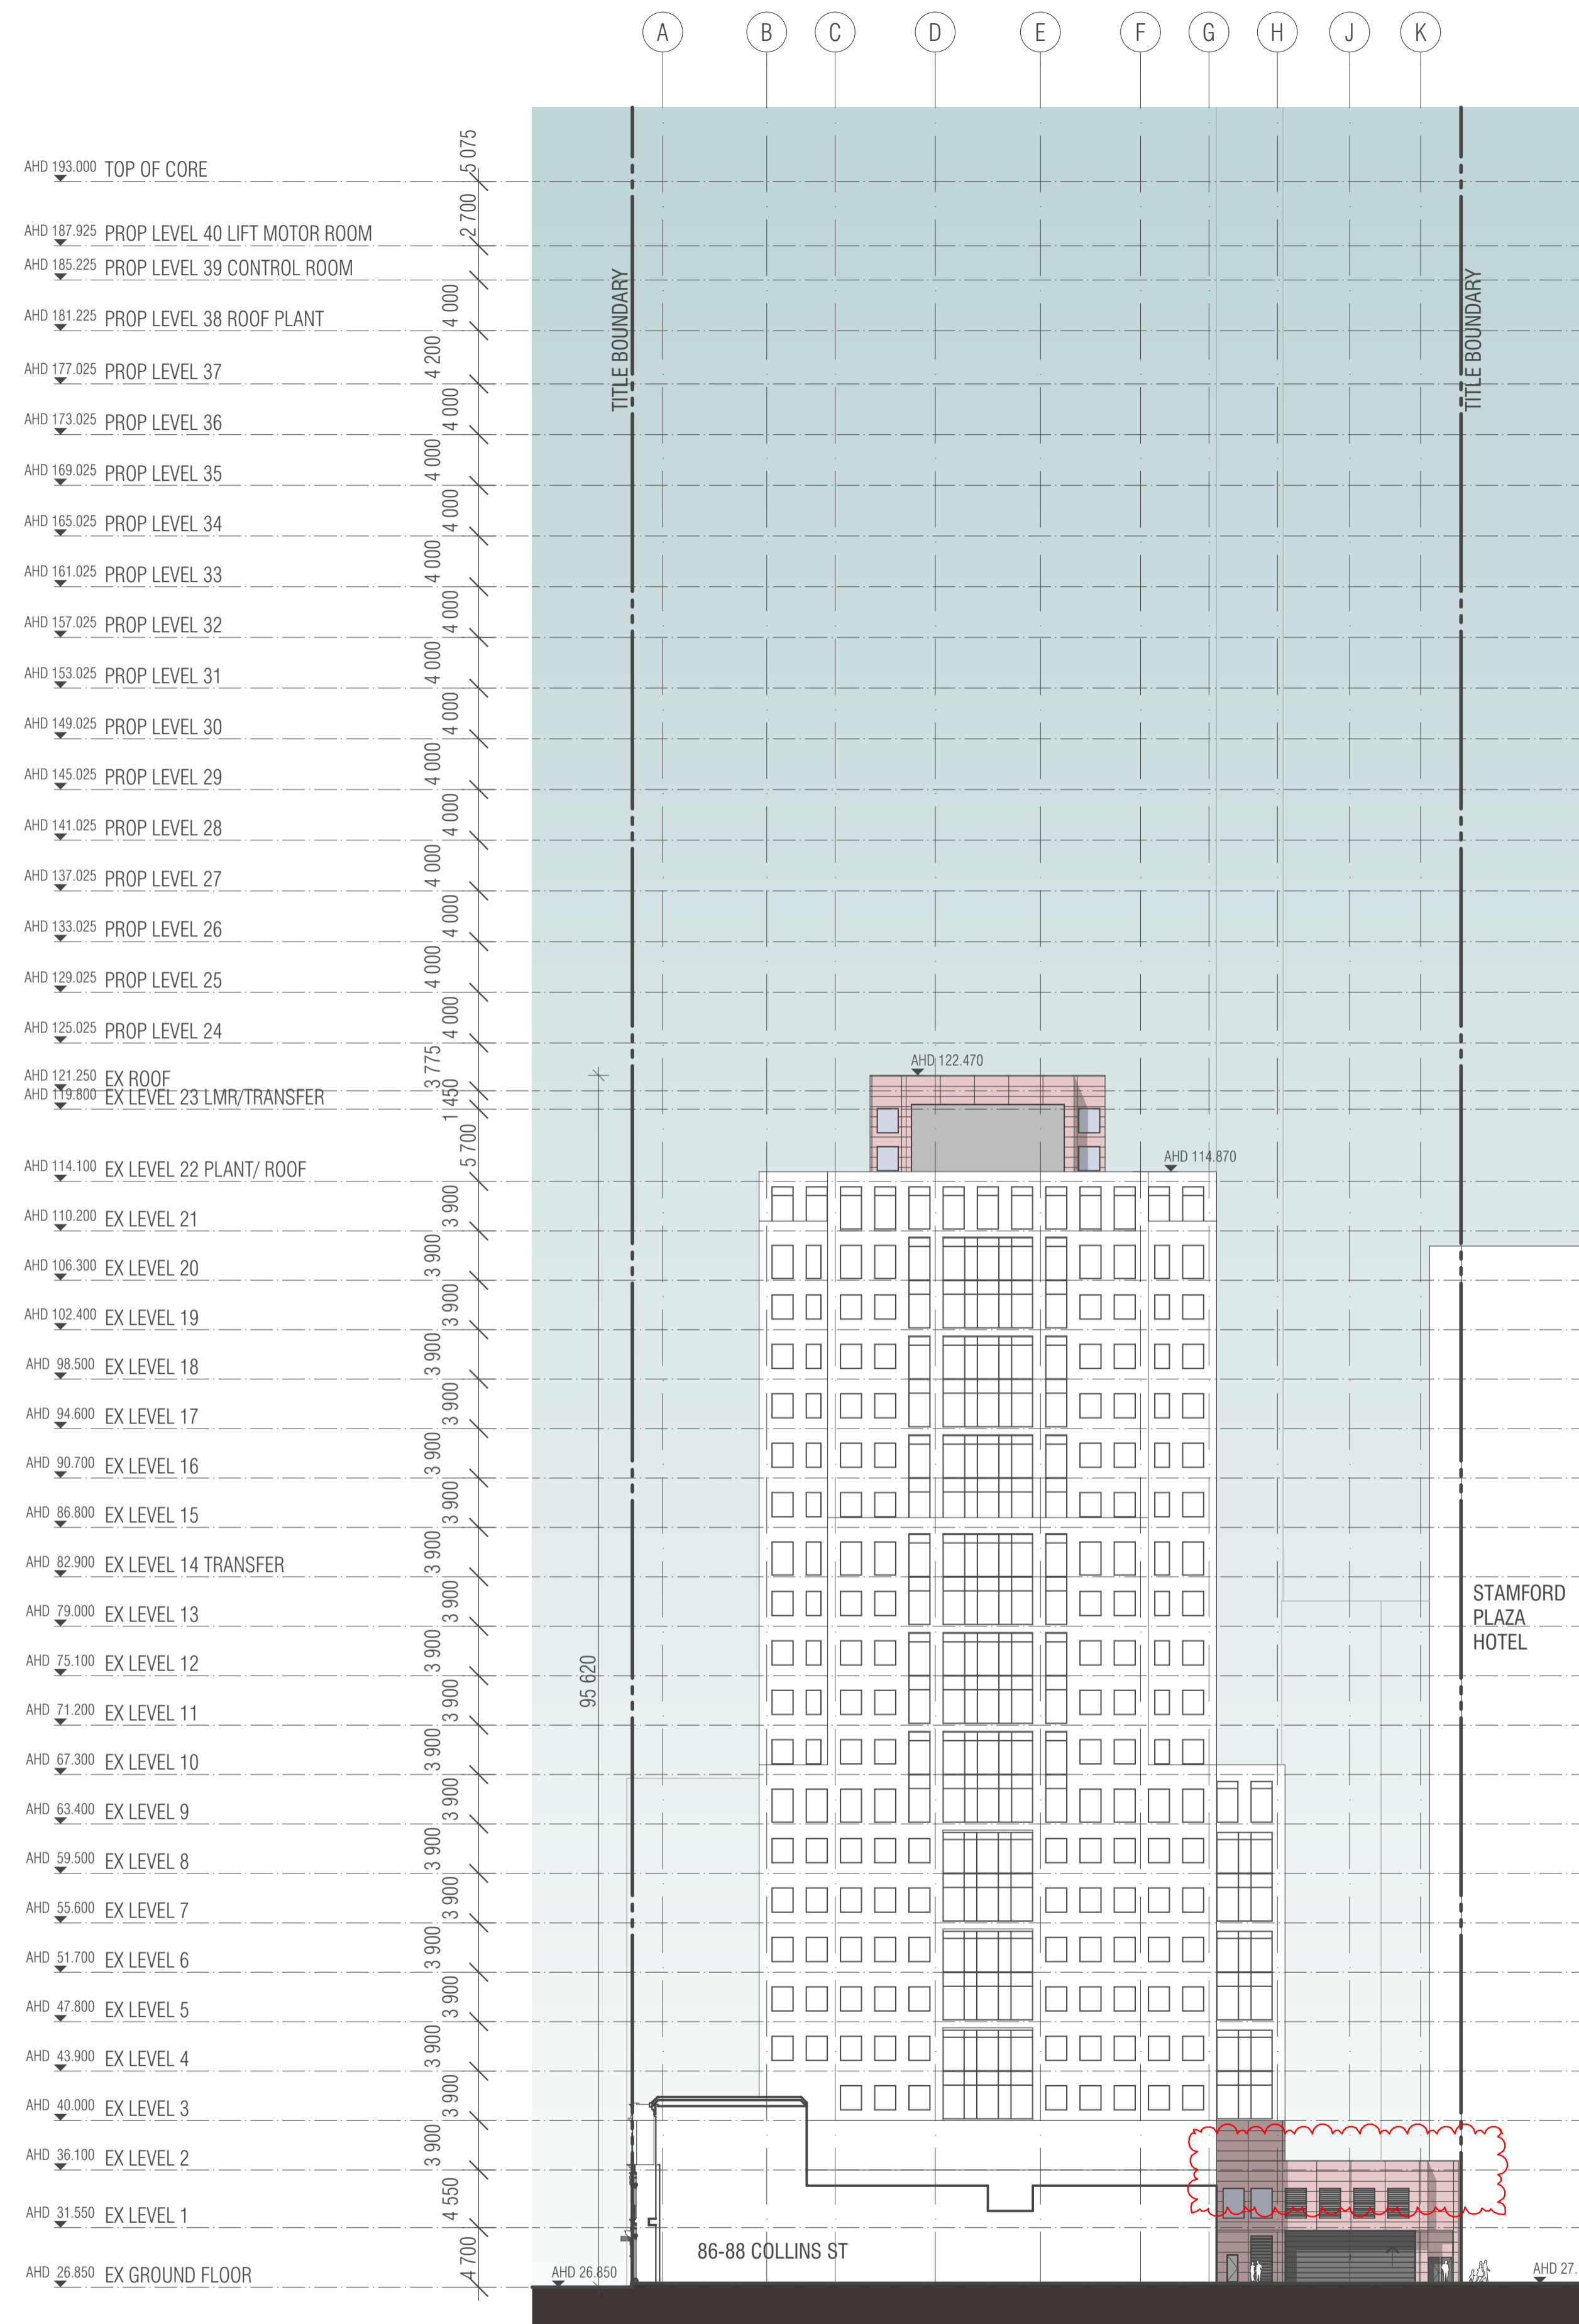 A B C D E F G H J K
5 075
AHD 193.000 TOP OF CORE
2 700
AHD 187.925 PROP LEVEL 40 LIFT MOTOR ROOM
AHD 185.225 PROP LEVEL 39 CONTROL ROOM
4 000
AHD 181.225 PROP LEVEL 38 ROOF PLANT
4 200
AHD 177.025 PROP LEVEL 37
4 000
AHD 173.025 PROP LEVEL 36
4 000
AHD 169.025 PROP LEVEL 35
4 000
AHD 165.025 PROP LEVEL 34
4 000
AHD 161.025 PROP LEVEL 33
4 000
AHD 157.025 PROP LEVEL 32
4 000
AHD 153.025 PROP LEVEL 31
4 000
AHD 149.025 PROP LEVEL 30
4 000
AHD 145.025 PROP LEVEL 29
4 000
AHD 141.025 PROP LEVEL 28
4 000
AHD 137.025 PROP LEVEL 27
4 000
AHD 133.025 PROP LEVEL 26
4 000
AHD 129.025 PROP LEVEL 25
4 000
AHD 125.025 PROP LEVEL 24
3 775
AHD 121.250 EX ROOF
1 450
AHD 119.800 EX LEVEL 23 LMR/TRANSFER
5 700
AHD 114.100 EX LEVEL 22 PLANT/ ROOF
3 900
AHD 110.200 EX LEVEL 21
3 900
AHD 106.300 EX LEVEL 20
3 900
AHD 102.400 EX LEVEL 19
3 900
AHD 98.500 EX LEVEL 18
3 900
AHD 94.600 EX LEVEL 17
3 900
AHD 90.700 EX LEVEL 16
3 900
AHD 86.800 EX LEVEL 15
3 900
AHD 82.900 EX LEVEL 14 TRANSFER
3 900
AHD 79.000 EX LEVEL 13
3 900
AHD 75.100 EX LEVEL 12
3 900
AHD 71.200 EX LEVEL 11
3 900
AHD 67.300 EX LEVEL 10
3 900
AHD 63.400 EX LEVEL 9
3 900
AHD 59.500 EX LEVEL 8
3 900
AHD 55.600 EX LEVEL 7
3 900
AHD 51.700 EX LEVEL 6
3 900
AHD 47.800 EX LEVEL 5
3 900
AHD 43.900 EX LEVEL 4
3 900
AHD 40.000 EX LEVEL 3
3 900
AHD 36.100 EX LEVEL 2
4 550
AHD 31.550 EX LEVEL 1
4 700
AHD 26.850 EX GROUND FLOOR
TITLE BOUNDARY
TITLE BOUNDARY
AHD 122.470
AHD 114.870
95 620
STAMFORD
PLAZA
HOTEL
86-88 COLLINS ST
AHD 26.850
AHD 27.